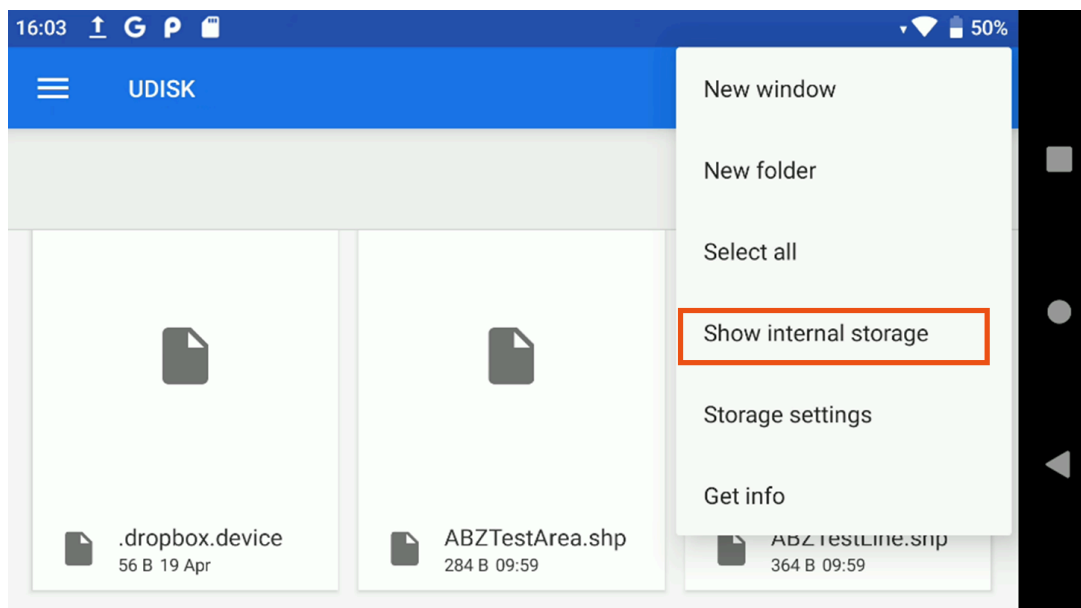 16:03 G P 50%
UDISK
New window
New folder
Select all
Show internal storage
Storage settings
Get info
.dropbox.device
56 B 19 Apr
ABZTestArea.shp
284 B 09:59
ABZTestLine.shp
364 B 09:59